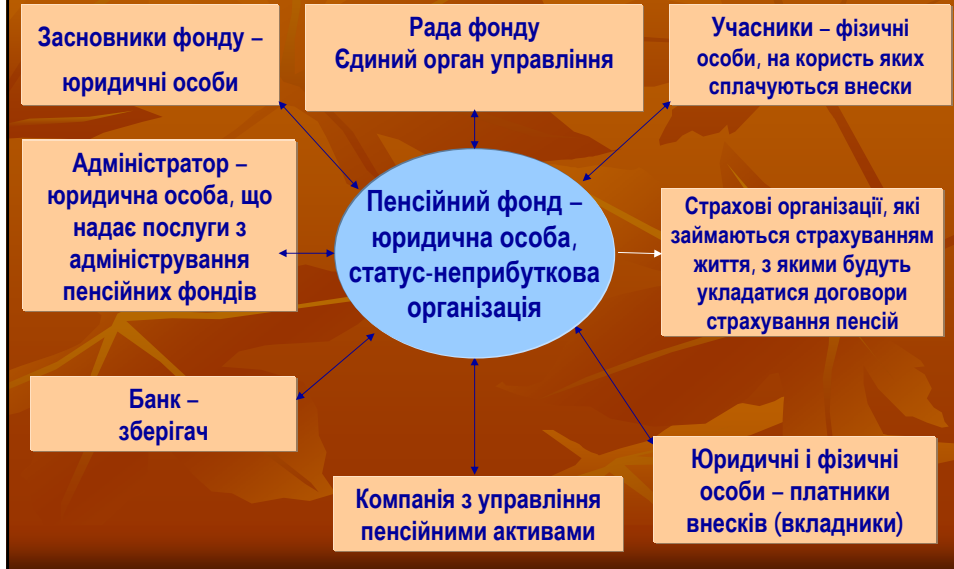 Засновники фонду –
юридичні особи
Рада фонду
Єдиний орган управління
Учасники – фізичні
особи, на користь яких
сплачуються внески
Адміністратор –
юридична особа, що
надає послуги з
адміністрування
пенсійних фондів
Пенсійний фонд –
юридична особа,
статус-неприбуткова
організація
Страхові організації, які
займаються страхуванням
життя, з якими будуть
укладатися договори
страхування пенсій
Банк –
зберігач
Компанія з управління
пенсійними активами
Юридичні і фізичні
особи – платники
внесків (вкладники)